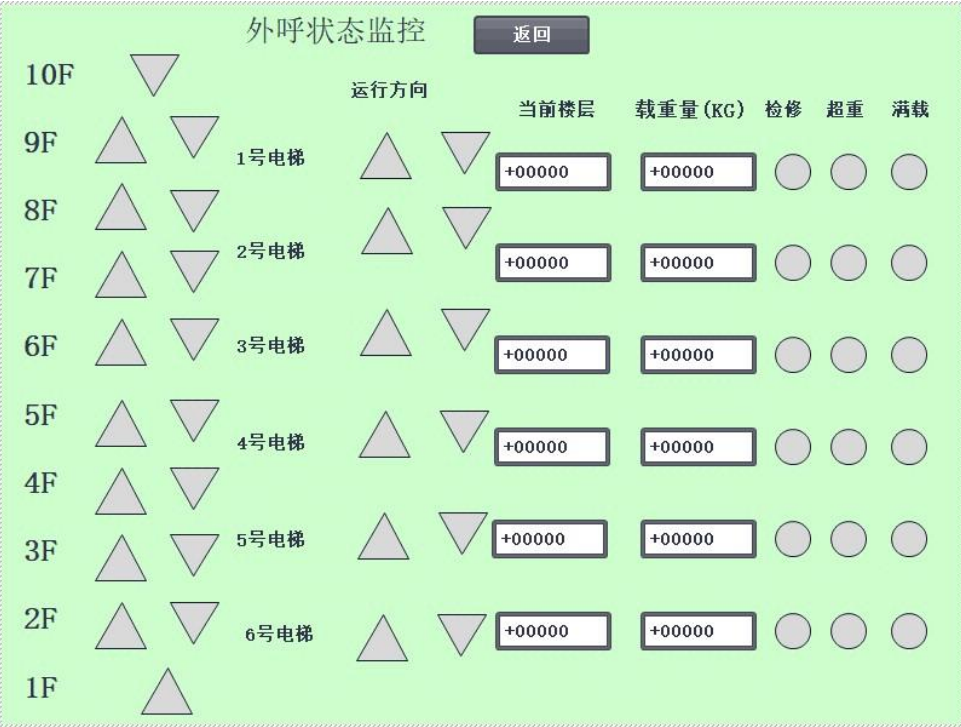 外呼状态监控
返回
10F
运行方向
当前楼层
载重量(KG)
检修
超重
满载
9F
1号电梯
+00000
+00000
8F
2号电梯
+00000
+00000
7F
6F
3号电梯
+00000
+00000
5F
4号电梯
+00000
+00000
4F
3F
5号电梯
+00000
+00000
2F
6号电梯
+00000
+00000
1F